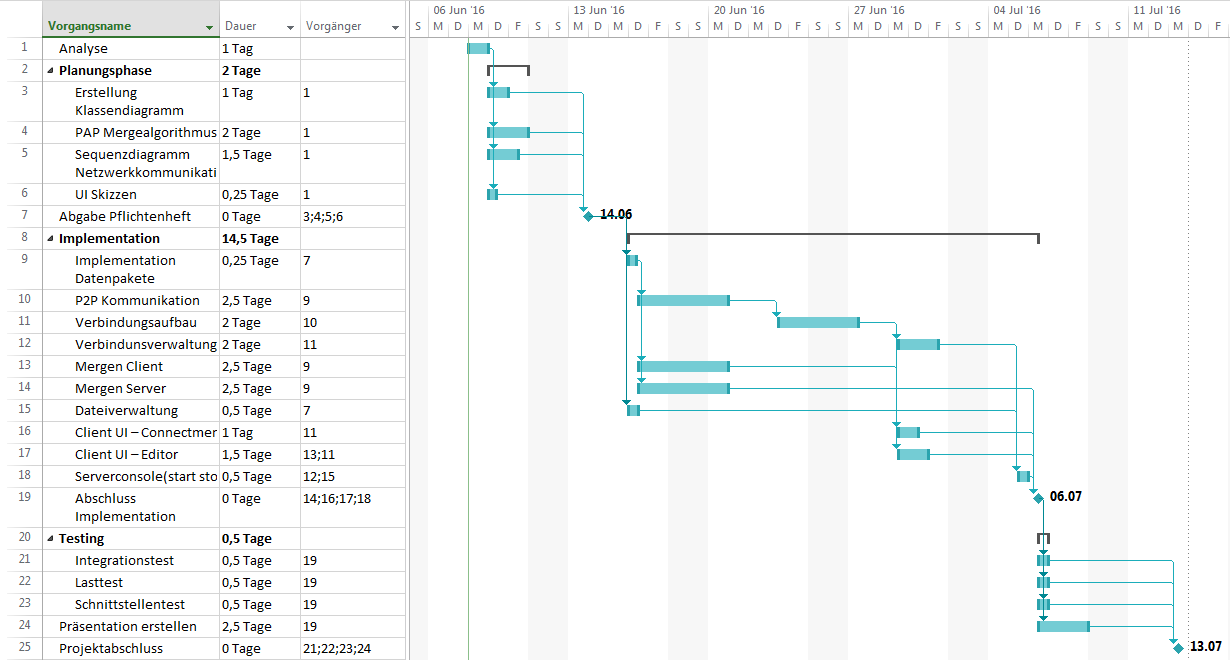 06 Jun '16 13 Jun '16 20 Jun '16 27 Jun '16 04 Jul '16 11 Jul '16
Vorgangsname Dauer Vorgänger S M D M D F S S M D M D F S S M D M D F S S M D M D F S S M D M D F S S M D M D F
1 Analyse 1 Tag
2 Planungsphase 2 Tage
3 Erstellung 1 Tag 1
Klassendiagramm
4 PAP Mergealgorithmus 2 Tage 1
5 Sequenzdiagramm 1,5 Tage 1
Netzwerkkommunikati
6 UI Skizzen 0,25 Tage 1
7 Abgabe Pflichtenheft 0 Tage 3;4;5;6 14.06
8 Implementation 14,5 Tage
9 Implementation 0,25 Tage 7
Datenpakete
10 P2P Kommunikation 2,5 Tage 9
11 Verbindungsaufbau 2 Tage 10
12 Verbindunsverwaltung 2 Tage 11
13 Mergen Client 2,5 Tage 9
14 Mergen Server 2,5 Tage 9
15 Dateiverwaltung 0,5 Tage 7
16 Client UI – Connectmer 1 Tag 11
17 Client UI – Editor 1,5 Tage 13;11
18 Serverconsole(start sto 0,5 Tage 12;15
19 Abschluss 0 Tage 14;16;17;18 06.07
Implementation
20 Testing 0,5 Tage
21 Integrationstest 0,5 Tage 19
22 Lasttest 0,5 Tage 19
23 Schnittstellentest 0,5 Tage 19
24 Präsentation erstellen 2,5 Tage 19
25 Projektabschluss 0 Tage 21;22;23;24 13.07